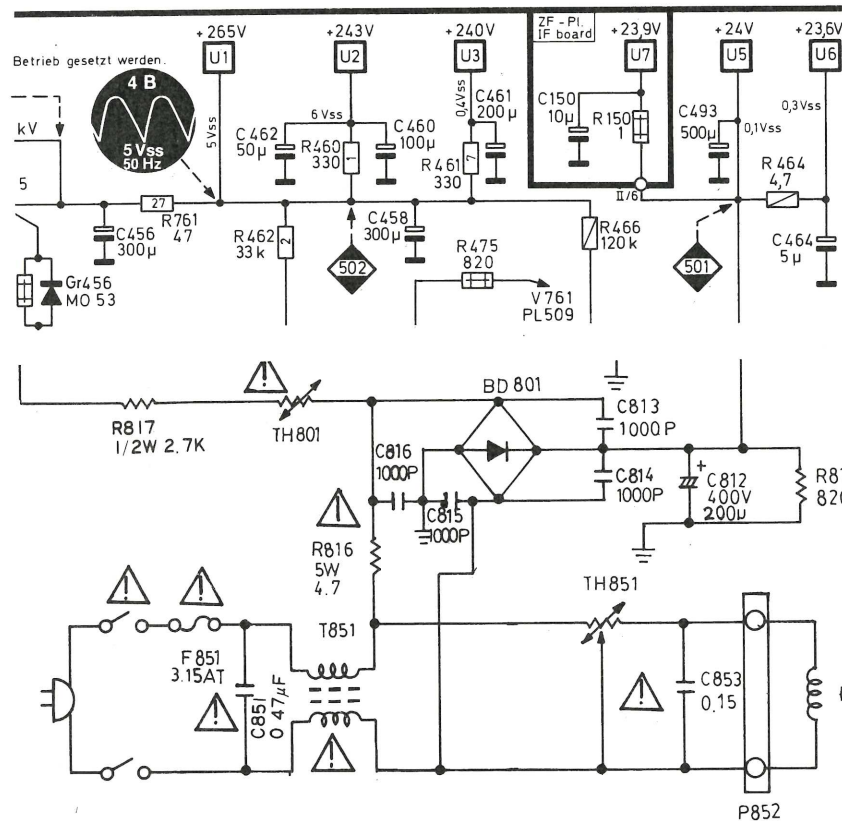 ZF-Pl.
IF board
+265V
+243V
+240V
+23,9V
+24V
+23,6V
U1
U2
U3
U7
U5
U6
Betrieb gesetzt werden.
4 B
5 Vss
50 Hz
kV
5
5Vss
6Vss
0,4Vss
0,1Vss
0,3Vss
C462
50µ
R460
330
1
C460
100µ
C461
200µ
R461
330
7
C150
10µ
R150
1
II/6
C493
500µ
R464
4,7
27
R761
47
C456
300µ
R462
33k
2
502
C458
300µ
R475
820
R466
120k
501
C464
5µ
Gr456
MO 53
V761
PL509
R817
1/2W 2.7K
!
TH801
BD801
C813
1000P
C816
1000P
C815
1000P
C814
1000P
+
C812
400V
200µ
R81
820
!
R816
5W
4.7
!
!
F851
3.15AT
!
C851
0.47µF
T851
!
TH851
!
C853
0.15
P852